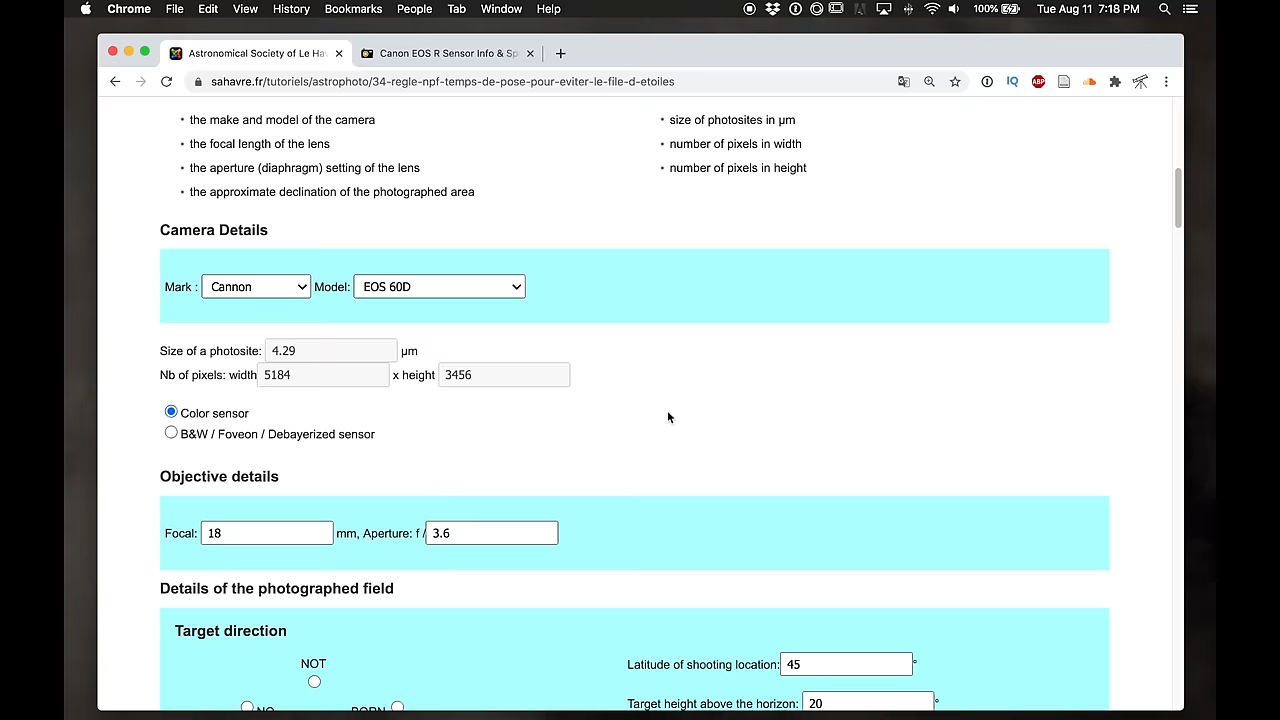 Chrome File Edit View History Bookmarks People Tab Window Help 100% Tue Aug 11 7:18 PM
Astronomical Society of Le Ha Canon EOS R Sensor Info & Sp
sahavre.fr/tutoriels/astrophoto/34-regle-npf-temps-de-pose-pour-eviter-le-file-d-etoiles IQ ABP
• the make and model of the camera • size of photosites in μm
• the focal length of the lens • number of pixels in width
• the aperture (diaphragm) setting of the lens • number of pixels in height
• the approximate declination of the photographed area
Camera Details
Mark : Cannon Model: EOS 60D
Size of a photosite: 4.29 μm
Nb of pixels: width 5184 x height 3456
Color sensor
B&W / Foveon / Debayerized sensor
Objective details
Focal: 18 mm, Aperture: f / 3.6
Details of the photographed field
Target direction
NOT Latitude of shooting location: 45 °
NO BORN Target height above the horizon: 20 °